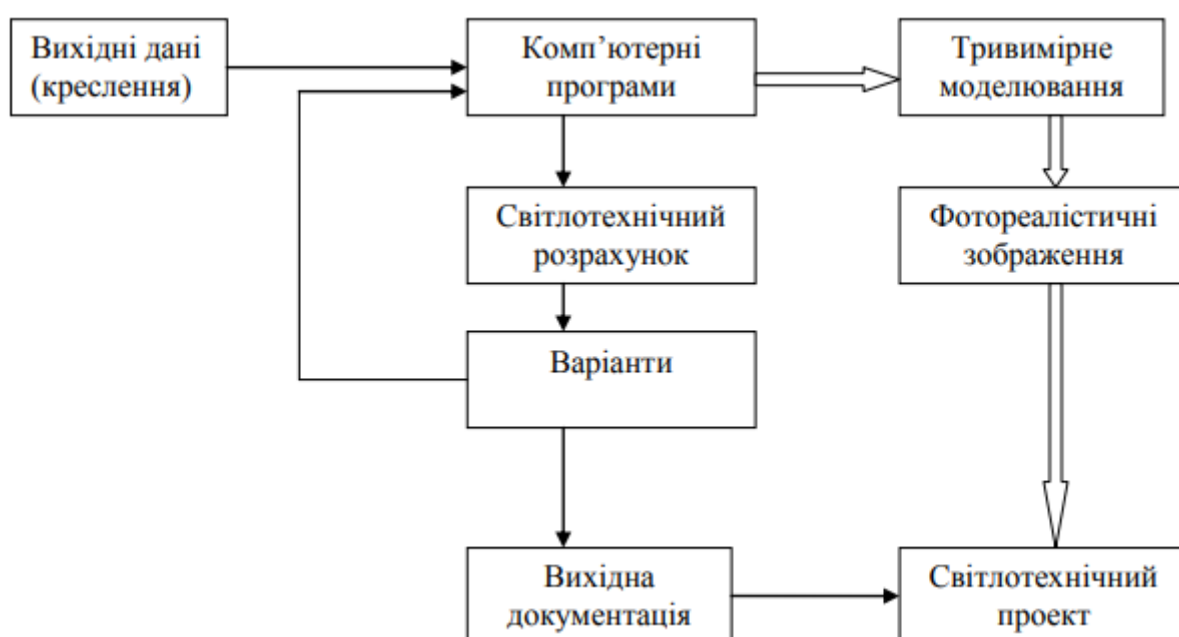 Вихідні дані
(креслення)
Комп’ютерні
програми
Тривимірне
моделювання
Світлотехнічний
розрахунок
Фотореалістичні
зображення
Варіанти
Вихідна
документація
Світлотехнічний
проект